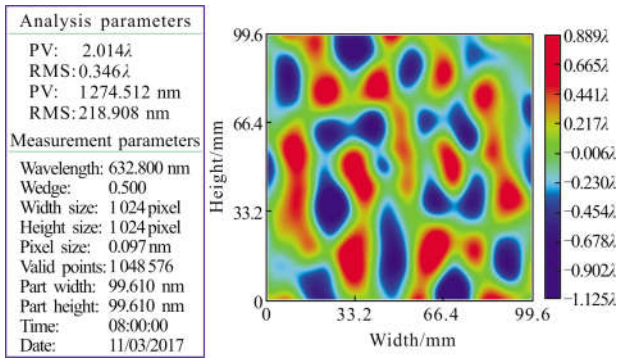 Analysis parameters
PV: 2.014λ
RMS: 0.346λ
PV: 1274.512 nm
RMS: 218.908 nm
Measurement parameters
Wavelength: 632.800 nm
Wedge: 0.500
Width size: 1024 pixel
Height size: 1024 pixel
Pixel size: 0.097 nm
Valid points: 1048576
Part width: 99.610 nm
Part height: 99.610 nm
Time: 08:00:00
Date: 11/03/2017
Height/mm
99.6
66.4
33.2
0
0 33.2 66.4 99.6
Width/mm
0.889λ
0.665λ
0.441λ
0.217λ
−0.006λ
−0.230λ
−0.454λ
−0.678λ
−0.902λ
−1.125λ